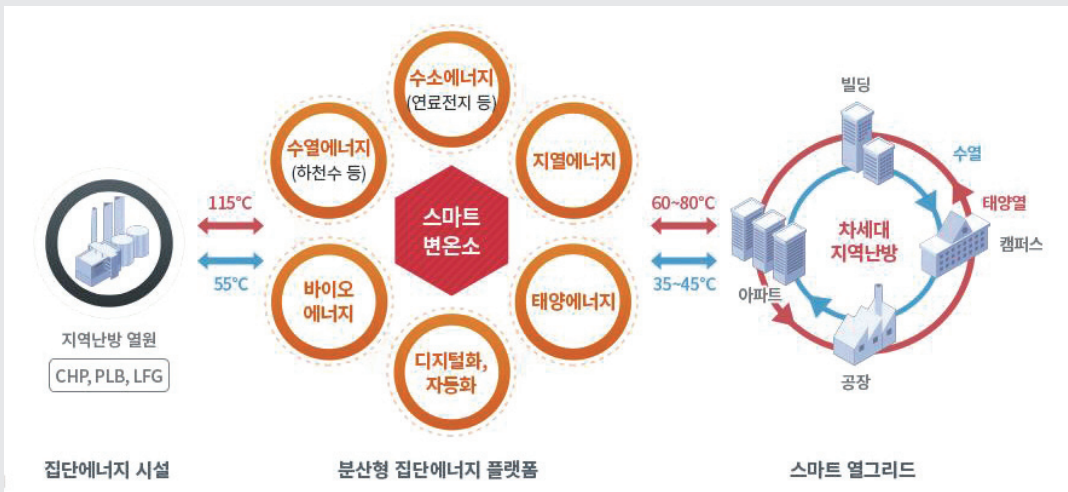 수소에너지
(연료전지 등)
수열에너지
(하천수 등)
지열에너지
스마트
변온소
바이오
에너지
태양에너지
디지털화,
자동화
115℃
55℃
60~80℃
35~45℃
지역난방 열원
CHP, PLB, LFG
빌딩
수열
태양열
캠퍼스
차세대
지역난방
아파트
공장
집단에너지 시설
분산형 집단에너지 플랫폼
스마트 열그리드